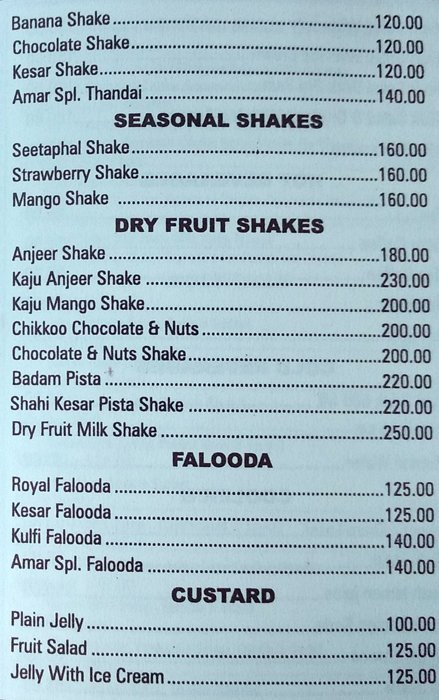 Banana Shake.................................120.00
Chocolate Shake.............................120.00
Kesar Shake...................................120.00
Amar Spl. Thandai...........................140.00
SEASONAL SHAKES
Seetaphal Shake.............................160.00
Strawberry Shake............................160.00
Mango Shake .................................160.00
DRY FRUIT SHAKES
Anjeer Shake..................................180.00
Kaju Anjeer Shake ..........................230.00
Kaju Mango Shake..........................200.00
Chikkoo Chocolate & Nuts................200.00
Chocolate & Nuts Shake..................200.00
Badam Pista ..................................220.00
Shahi Kesar Pista Shake .................220.00
Dry Fruit Milk Shake........................250.00
FALOODA
Royal Falooda ................................125.00
Kesar Falooda ................................125.00
Kulfi Falooda .................................140.00
Amar Spl. Falooda ..........................140.00
CUSTARD
Plain Jelly......................................100.00
Fruit Salad ....................................125.00
Jelly With Ice Cream.......................125.00